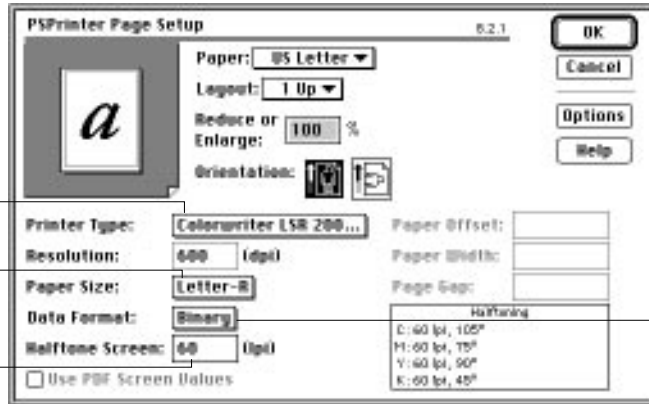 PSPrinter Page Setup 8.2.1
OK
Paper: US Letter
Cancel
Layout: 1 Up
Reduce or Enlarge: 100 %
Options
Help
Orientation:
a
Printer Type: Colorwriter LSR 200...
Paper Offset:
Resolution: 600 (dpi)
Paper Width:
Paper Size: Letter-R
Page Gap:
Data Format: Binary
Halftoning
C: 60 lpi, 105°
M: 60 lpi, 75°
Y: 60 lpi, 90°
K: 60 lpi, 45°
Halftone Screen: 60 (lpi)
Use PDF Screen Values